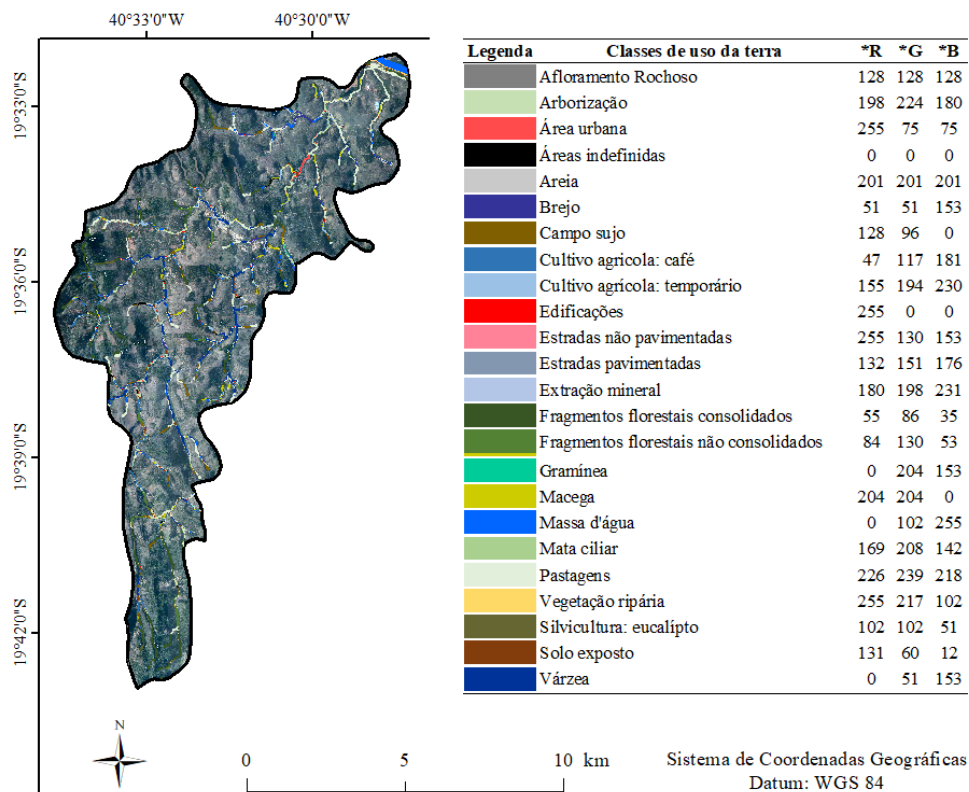 40°33'0"W 40°30'0"W
19°33'0"S
19°36'0"S
19°39'0"S
19°42'0"S
Legenda Classes de uso da terra *R *G *B
Afloramento Rochoso 128 128 128
Arborização 198 224 180
Área urbana 255 75 75
Áreas indefinidas 0 0 0
Areia 201 201 201
Brejo 51 51 153
Campo sujo 128 96 0
Cultivo agrícola: café 47 117 181
Cultivo agrícola: temporário 155 194 230
Edificações 255 0 0
Estradas não pavimentadas 255 130 153
Estradas pavimentadas 132 151 176
Extração mineral 180 198 231
Fragmentos florestais consolidados 55 86 35
Fragmentos florestais não consolidados 84 130 53
Gramínea 0 204 153
Macega 204 204 0
Massa d'água 0 102 255
Mata ciliar 169 208 142
Pastagens 226 239 218
Vegetação ripária 255 217 102
Silvicultura: eucalípto 102 102 51
Solo exposto 131 60 12
Várzea 0 51 153
N
0 5 10 km
Sistema de Coordenadas Geográficas
Datum: WGS 84